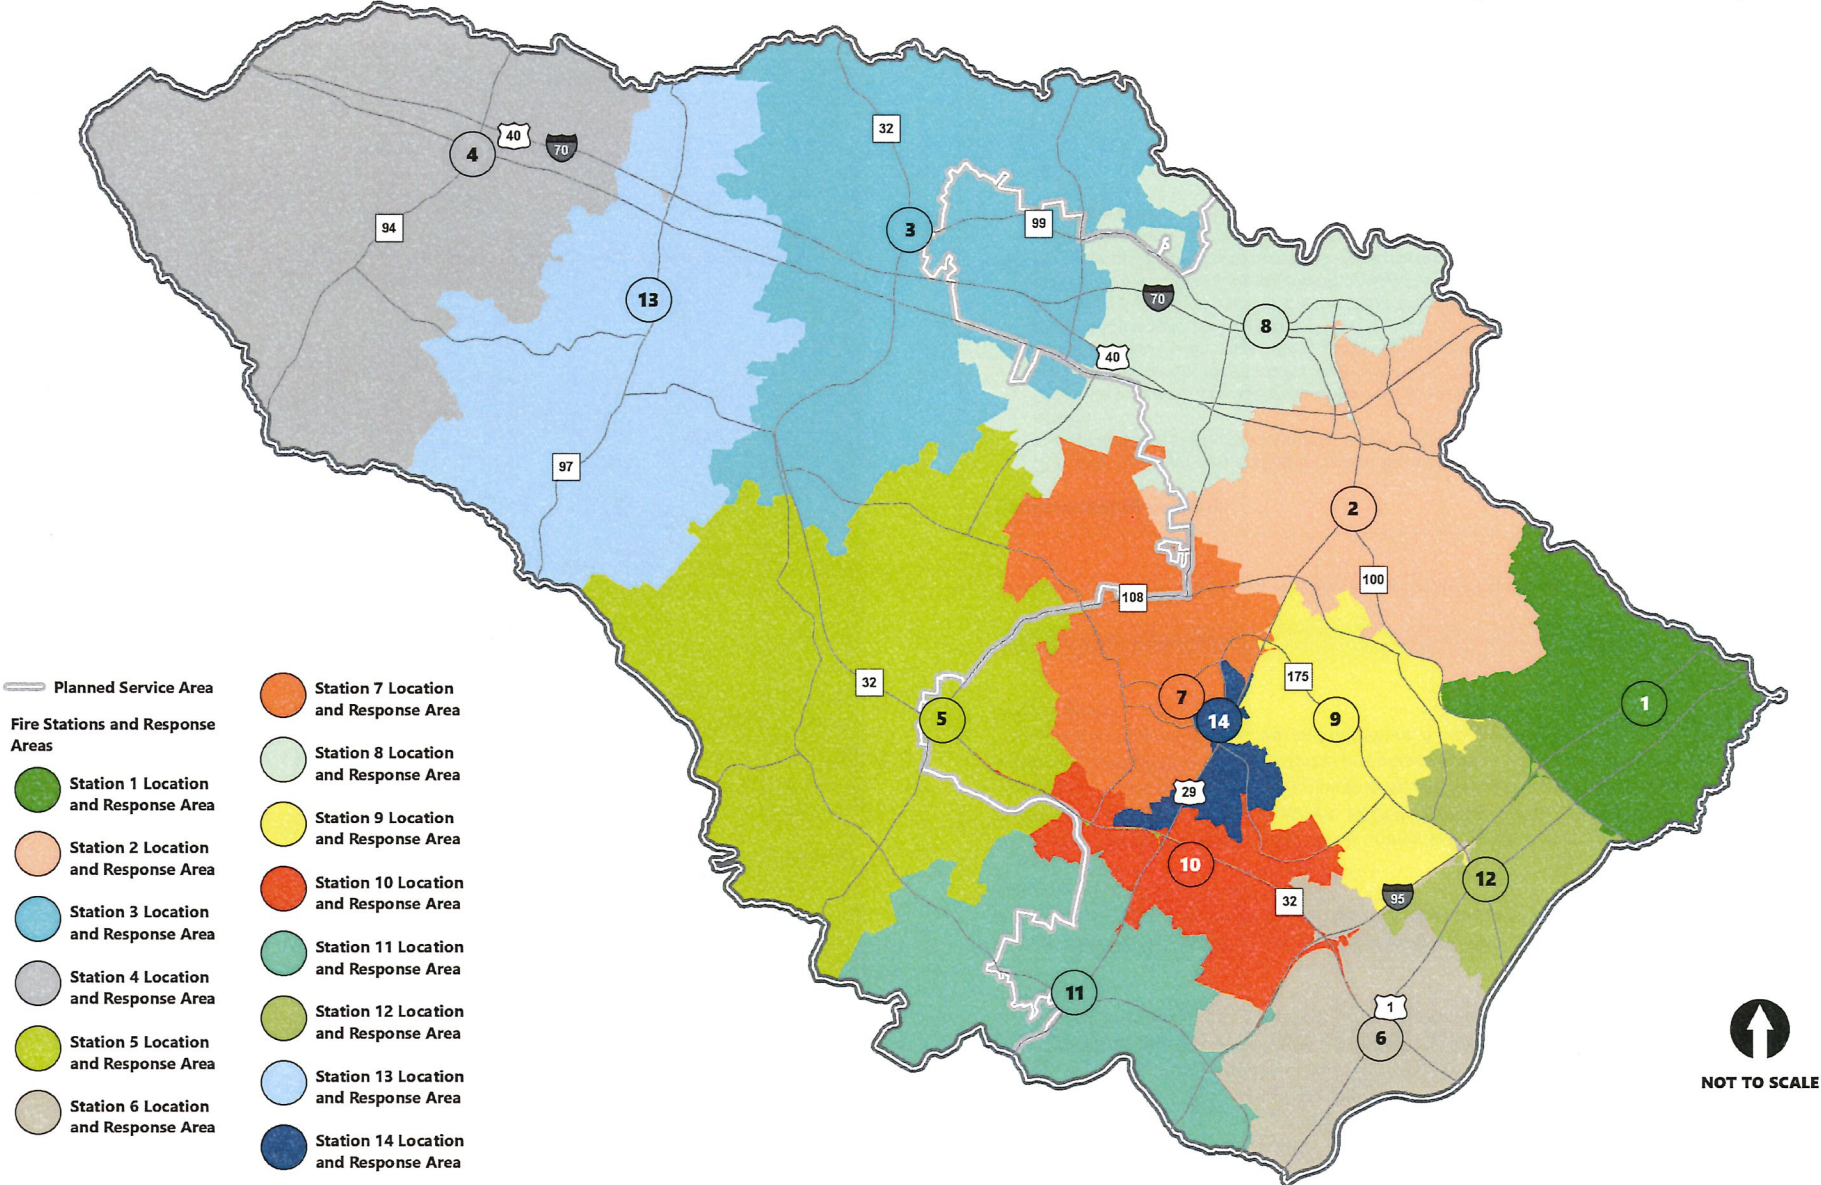 32
4
40
70
94
3
99
13
70
8
40
97
2
108
100
32
175
5
7
14
9
1
29
10
12
32
95
11
1
6
Planned Service Area
Fire Stations and Response
Areas
Station 1 Location
and Response Area
Station 2 Location
and Response Area
Station 3 Location
and Response Area
Station 4 Location
and Response Area
Station 5 Location
and Response Area
Station 6 Location
and Response Area
Station 7 Location
and Response Area
Station 8 Location
and Response Area
Station 9 Location
and Response Area
Station 10 Location
and Response Area
Station 11 Location
and Response Area
Station 12 Location
and Response Area
Station 13 Location
and Response Area
Station 14 Location
and Response Area
NOT TO SCALE